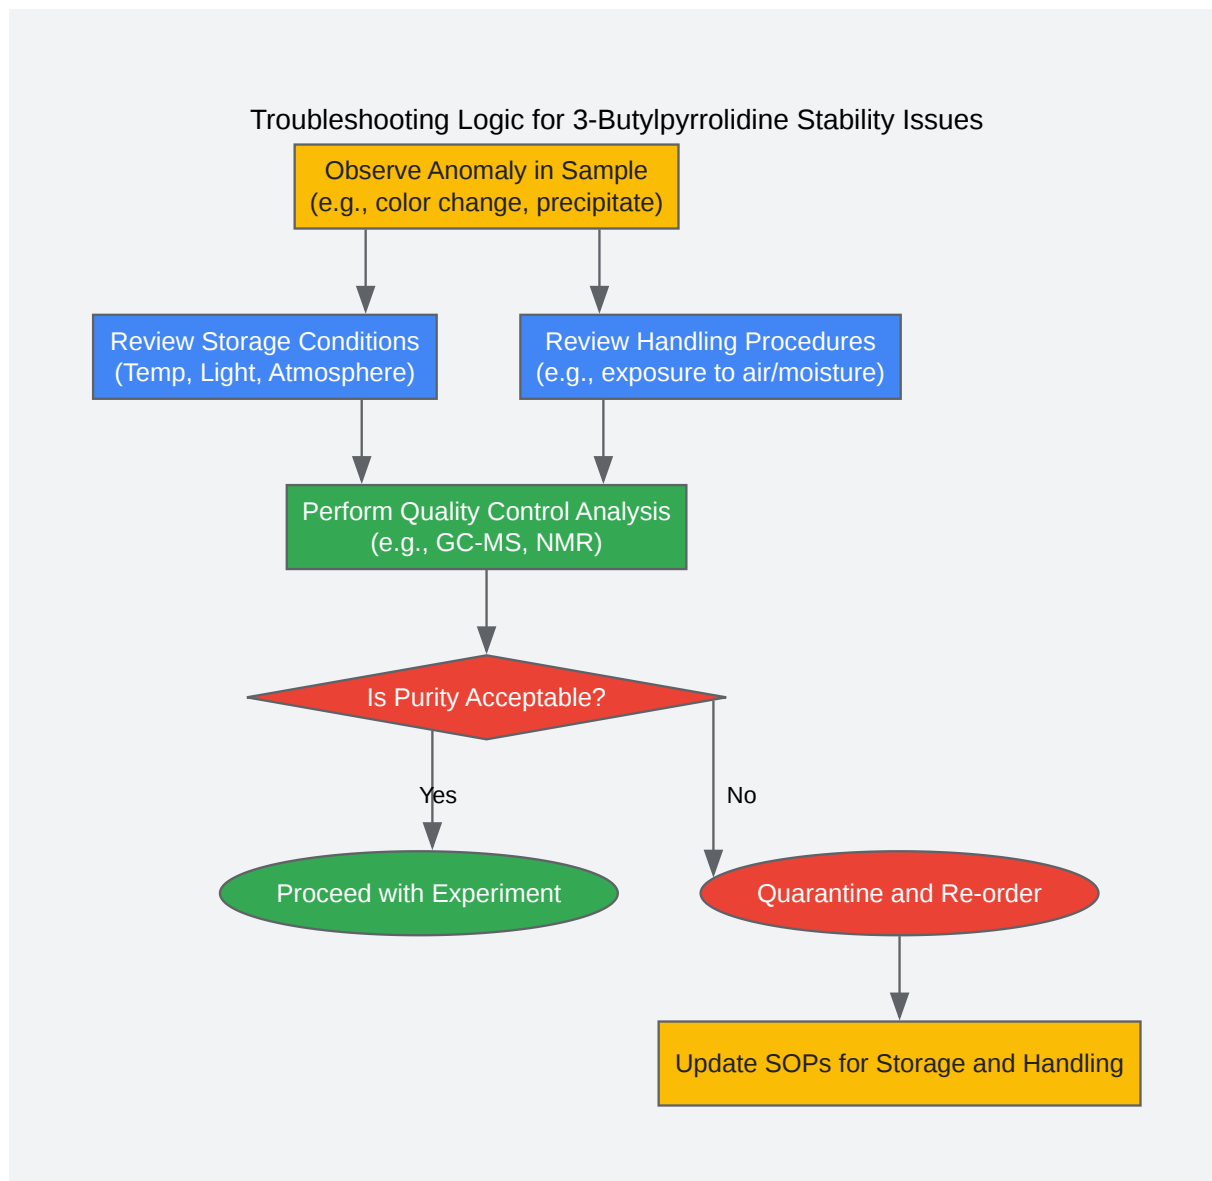 Troubleshooting Logic for 3-Butylpyrrolidine Stability Issues
Observe Anomaly in Sample
(e.g., color change, precipitate)
Review Storage Conditions
(Temp, Light, Atmosphere)
Review Handling Procedures
(e.g., exposure to air/moisture)
Perform Quality Control Analysis
(e.g., GC-MS, NMR)
Is Purity Acceptable?
Yes
No
Proceed with Experiment
Quarantine and Re-order
Update SOPs for Storage and Handling